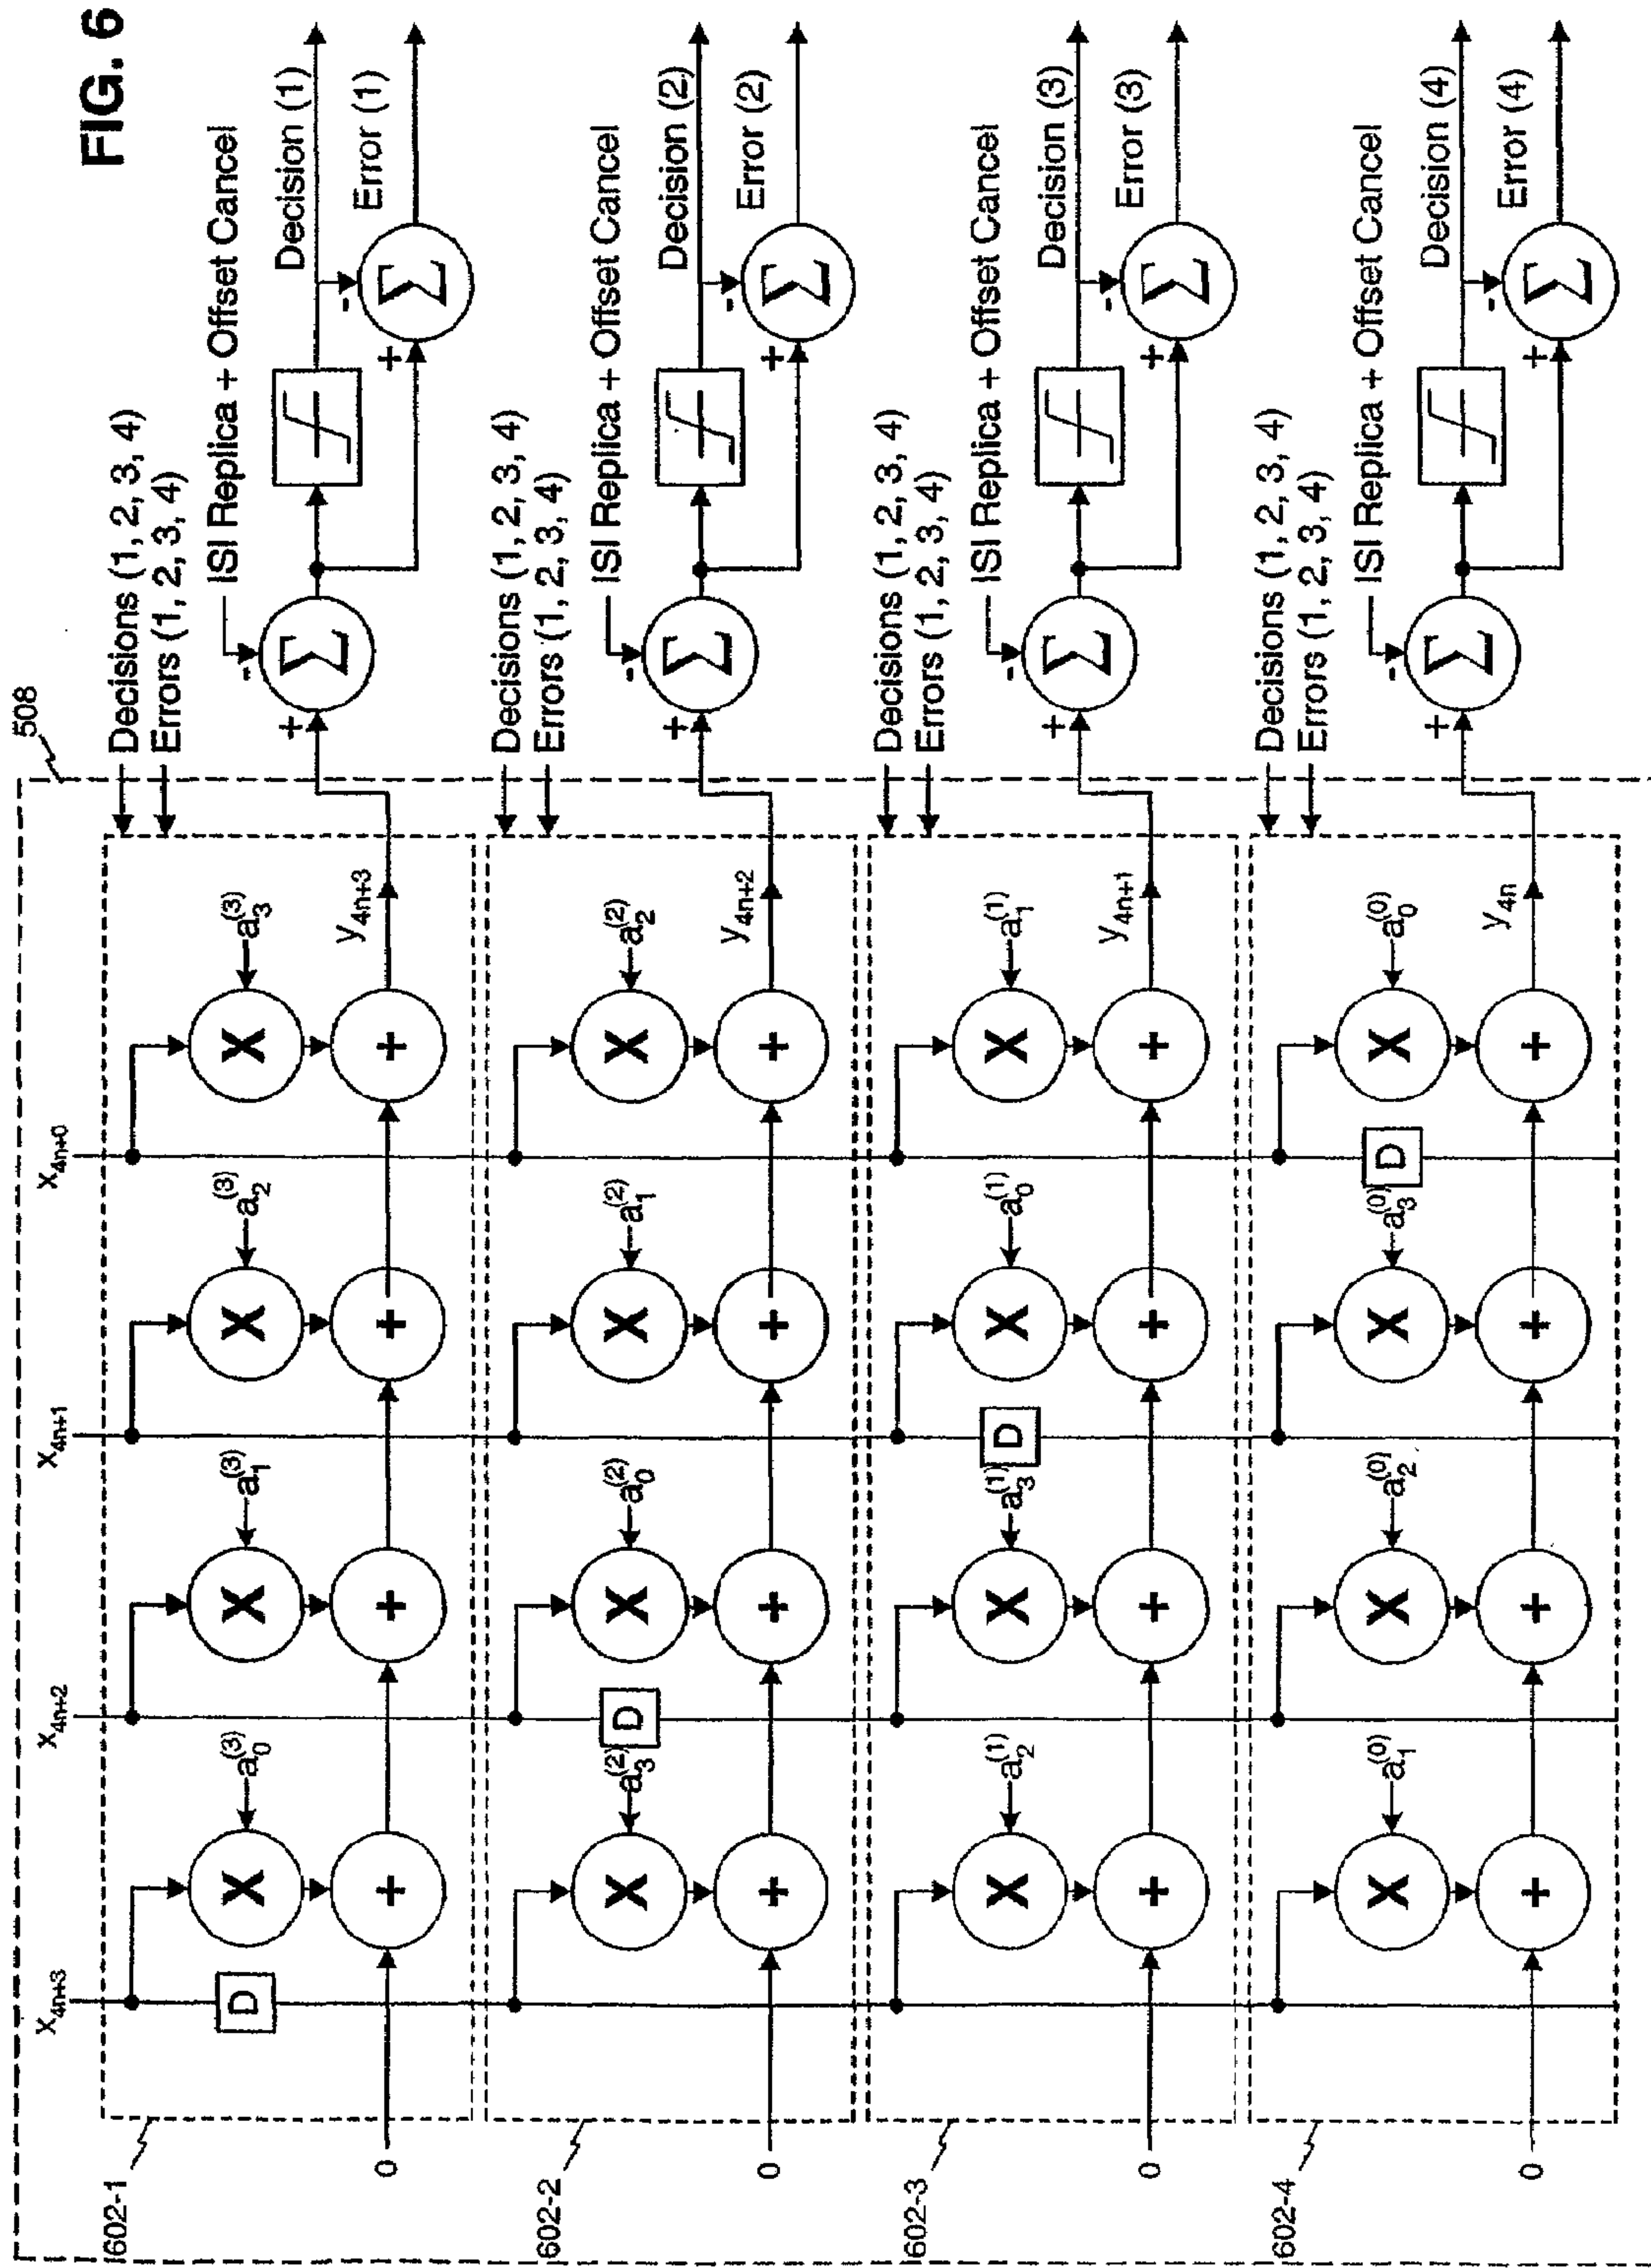 FIG. 6
508
X4n+3
X4n+2
X4n+1
X4n+0
602-1
D
a0(3)
a1(3)
a2(3)
a3(3)
X
X
X
X
+
+
+
+
0
y4n+3
Decisions (1, 2, 3, 4)
Errors (1, 2, 3, 4)
ISI Replica + Offset Cancel
+
-
Σ
Decision (1)
-
+
Σ
Error (1)
602-2
a3(2)
D
a0(2)
a1(2)
a2(2)
X
X
X
X
+
+
+
+
0
y4n+2
Decisions (1, 2, 3, 4)
Errors (1, 2, 3, 4)
ISI Replica + Offset Cancel
+
-
Σ
Decision (2)
-
+
Σ
Error (2)
602-3
a2(1)
a3(1)
D
a0(1)
a1(1)
X
X
X
X
+
+
+
+
0
y4n+1
Decisions (1, 2, 3, 4)
Errors (1, 2, 3, 4)
ISI Replica + Offset Cancel
+
-
Σ
Decision (3)
-
+
Σ
Error (3)
602-4
a1(0)
a2(0)
a3(0)
D
a0(0)
X
X
X
X
+
+
+
+
0
y4n
Decisions (1, 2, 3, 4)
Errors (1, 2, 3, 4)
ISI Replica + Offset Cancel
+
-
Σ
Decision (4)
-
+
Σ
Error (4)